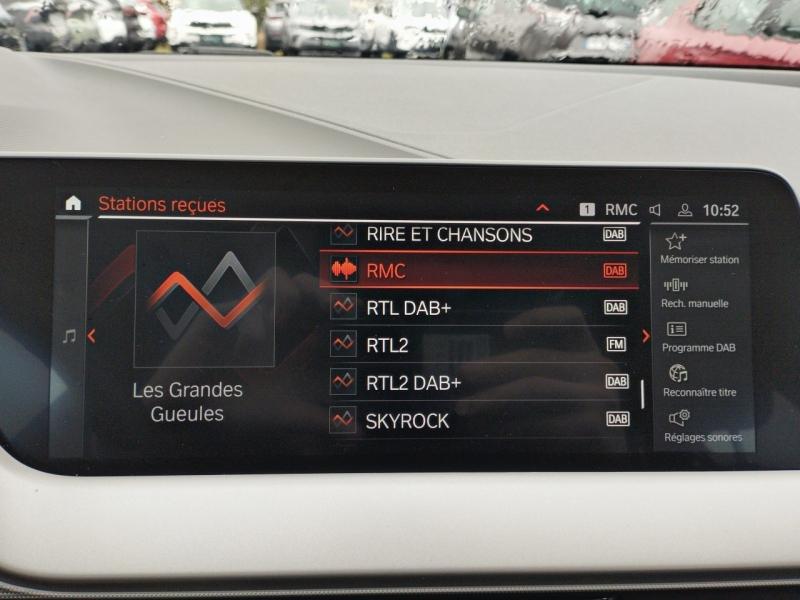 Stations reçues
1 RMC 10:52
RIRE ET CHANSONS DAB
RMC DAB
RTL DAB+ DAB
RTL2 FM
RTL2 DAB+ DAB
SKYROCK DAB
Les Grandes
Gueules
Mémoriser station
Rech. manuelle
Programme DAB
Reconnaître titre
Réglages sonores